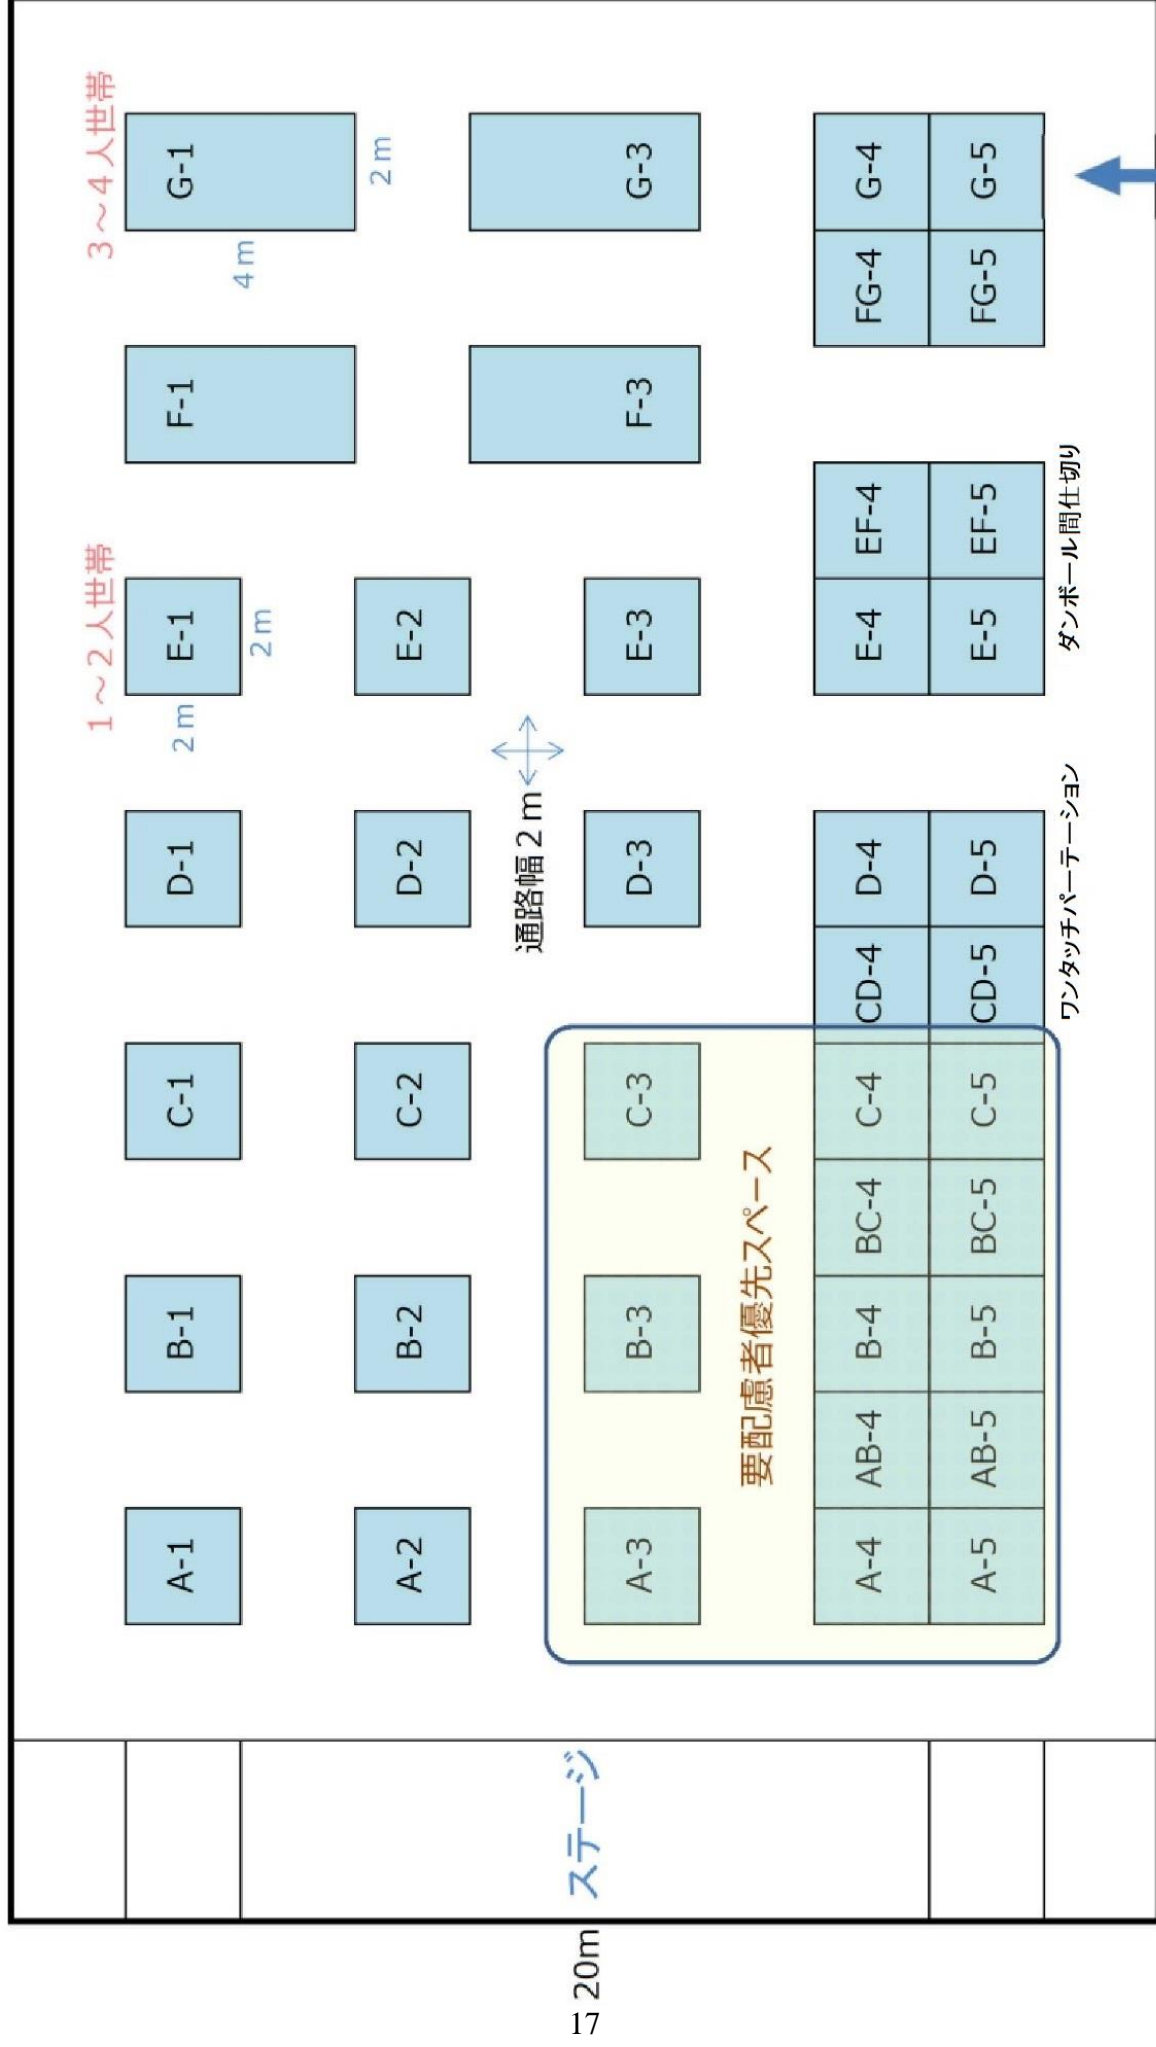 3～4人世帯
1～2人世帯
A-1
B-1
C-1
D-1
E-1
F-1
G-1
2m
2m
4m
2m
A-2
B-2
C-2
D-2
E-2
通路幅2m
20m
ステージ
A-3
B-3
C-3
D-3
E-3
F-3
G-3
要配慮者優先スペース
A-4
AB-4
B-4
BC-4
C-4
CD-4
D-4
E-4
EF-4
FG-4
G-4
A-5
AB-5
B-5
BC-5
C-5
CD-5
D-5
E-5
EF-5
FG-5
G-5
ワンタッチパーテーション
ダンボール間仕切り
17